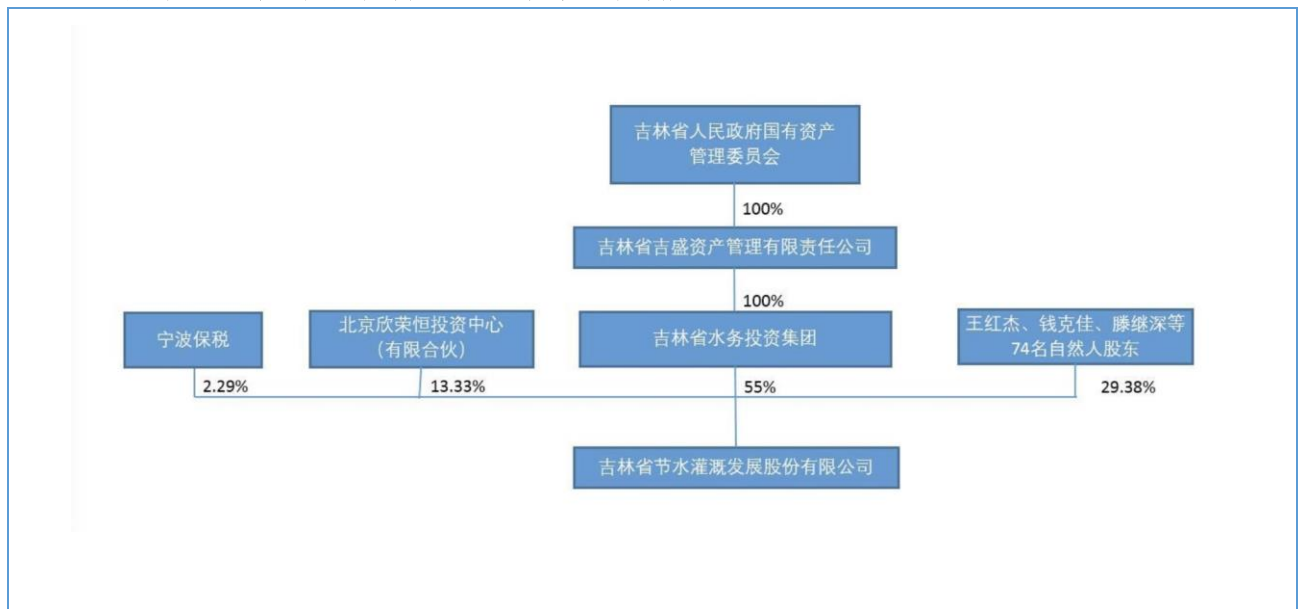 吉林省人民政府国有资产
管理委员会
100%
吉林省吉盛资产管理有限责任公司
100%
宁波保税
北京欣荣恒投资中心
(有限合伙)
吉林省水务投资集团
王红杰、钱克佳、滕继深等
74名自然人股东
2.29%
13.33%
55%
29.38%
吉林省节水灌溉发展股份有限公司